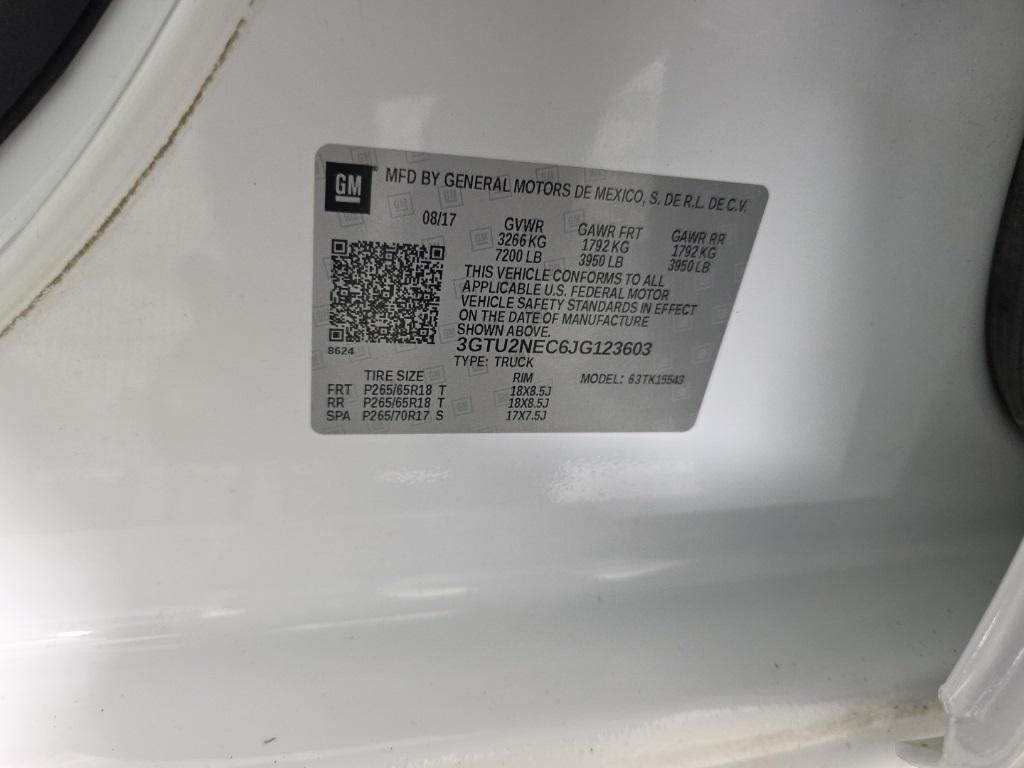 GM
MFD BY GENERAL MOTORS DE MEXICO, S. DE R.L. DE C.V.
08/17 GVWR GAWR FRT GAWR RR
3266 KG 1792 KG 1792 KG
7200 LB 3950 LB 3950 LB
THIS VEHICLE CONFORMS TO ALL
APPLICABLE U.S. FEDERAL MOTOR
VEHICLE SAFETY STANDARDS IN EFFECT
ON THE DATE OF MANUFACTURE
SHOWN ABOVE.
8624
3GTU2NEC6JG123603
TYPE: TRUCK
TIRE SIZE RIM MODEL: 63TK15543
FRT P265/65R18 T 18X8.5J
RR P265/65R18 T 18X8.5J
SPA P265/70R17 S 17X7.5J